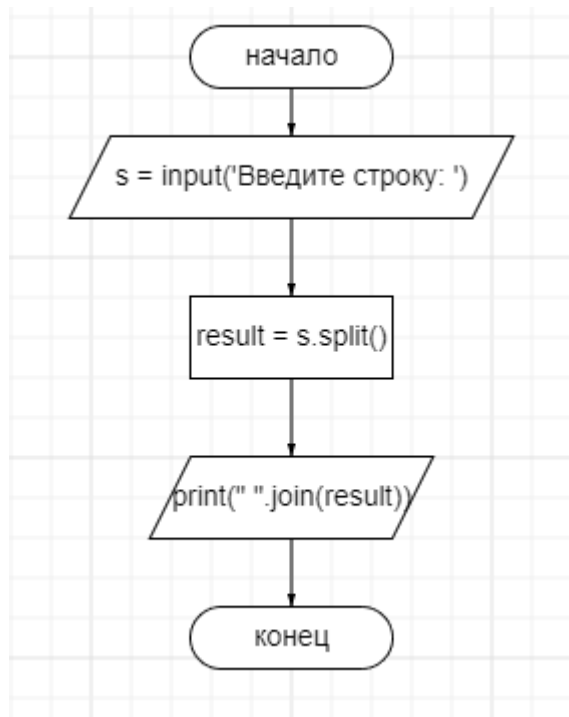 начало
s = input('Введите строку: ')
result = s.split()
print(" ".join(result))
конец